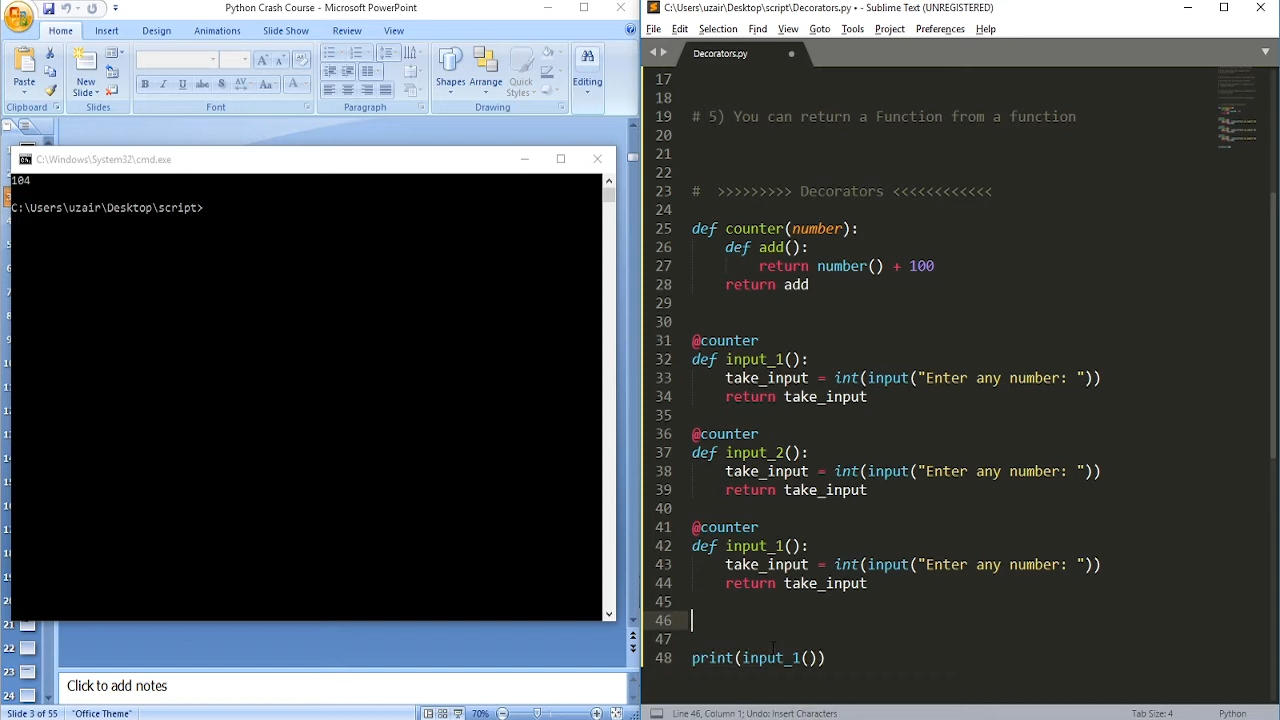 Python Crash Course - Microsoft PowerPoint
Home Insert Design Animations Slide Show Review View
Paste
New
Slide
Shapes Arrange Quick
Styles
Editing
Clipboard Slides Font Paragraph Drawing
C:\Windows\System32\cmd.exe
104
C:\Users\uzair\Desktop\script>
21
22
23
24
Click to add notes
Slide 3 of 55 "Office Theme" 70%
C:\Users\uzair\Desktop\script\Decorators.py • - Sublime Text (UNREGISTERED)
File Edit Selection Find View Goto Tools Project Preferences Help
Decorators.py
17
18
19 # 5) You can return a Function from a function
20
21
22
23 #  >>>>>>>>> Decorators <<<<<<<<<<<<
24
25 def counter(number):
26     def add():
27         return number() + 100
28     return add
29
30
31 @counter
32 def input_1():
33     take_input = int(input("Enter any number: "))
34     return take_input
35
36 @counter
37 def input_2():
38     take_input = int(input("Enter any number: "))
39     return take_input
40
41 @counter
42 def input_1():
43     take_input = int(input("Enter any number: "))
44     return take_input
45
46
47
48 print(input_1())
Line 46, Column 1; Undo: Insert Characters Tab Size: 4 Python